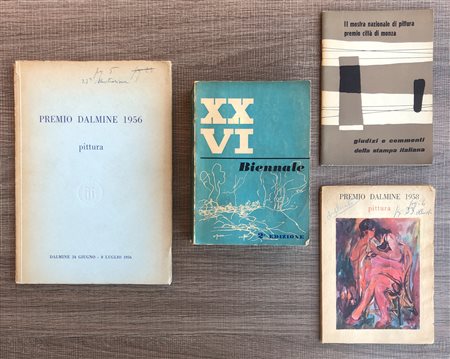 PREMIO DALMINE 1956
pittura
DALMINE 24 GIUGNO - 8 LUGLIO 1956
XX
VI
Biennale
2ª EDIZIONE
II mostra nazionale di pittura
premio città di monza
giudizi e commenti
della stampa italiana
PREMIO DALMINE 1958
pittura